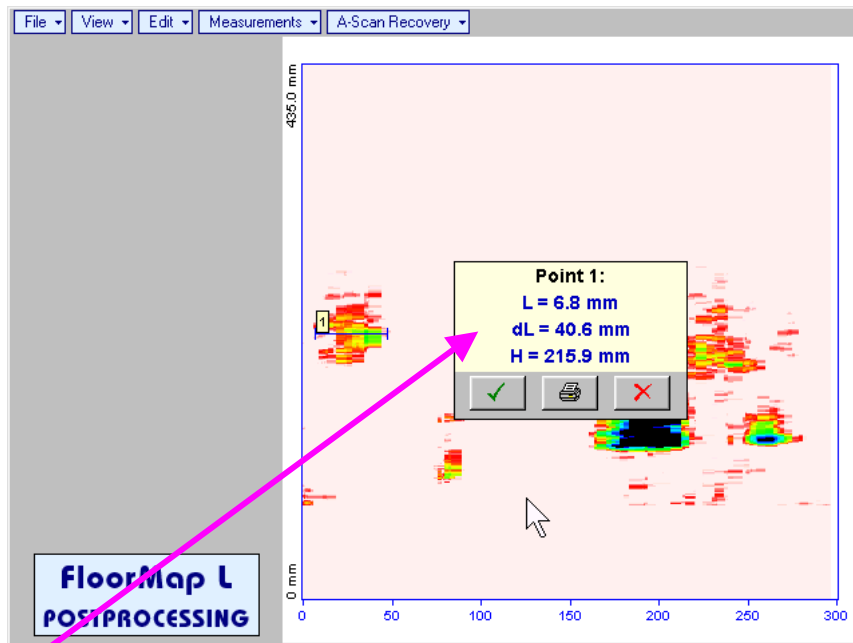 File View Edit Measurements A-Scan Recovery
435.0 mm
Point 1:
L = 6.8 mm
dL = 40.6 mm
H = 215.9 mm
1
0 mm
0 50 100 150 200 250 300
FloorMap L
POSTPROCESSING